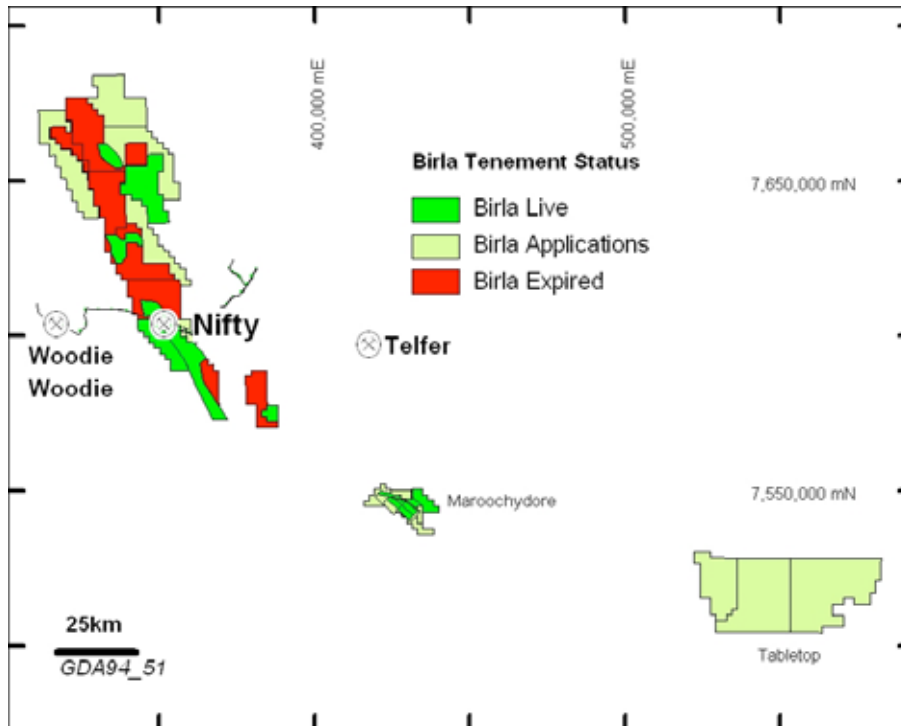 400,000 mE
500,000 mE
Birla Tenement Status
7,650,000 mN
Birla Live
Birla Applications
Birla Expired
Nifty
Telfer
Woodie
Woodie
7,550,000 mN
Maroochydore
25km
GDA94_51
Tabletop